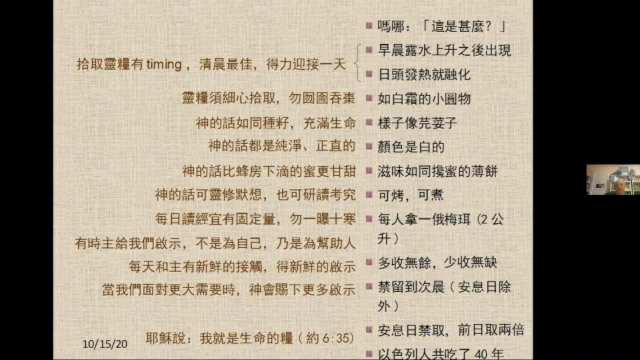 嗎哪:「這是甚麼?」
拾取靈糧有 timing ,清晨最佳,得力迎接一天
早晨露水上升之後出現
日頭發熱就融化
靈糧須細心拾取,勿囫圇吞棗
如白霜的小圓物
神的話如同種籽,充滿生命
樣子像芫荽子
神的話都是純淨、正直的
顏色是白的
神的話比蜂房下滴的蜜更甘甜
滋味如同攙蜜的薄餅
神的話可靈修默想,也可研讀考究
可烤,可煮
每日讀經宜有固定量,勿一曝十寒
每人拿一俄梅珥 (2 公
升)
有時主給我們啟示,不是為自己,乃是為幫助人
每天和主有新鮮的接觸,得新鮮的啟示
多收無餘,少收無缺
當我們面對更大需要時,神會賜下更多啟示
禁留到次晨(安息日除
外)
安息日禁取,前日取兩倍
耶穌說:我就是生命的糧 ( 約 6:35)
以色列人共吃了 40 年
10/15/20